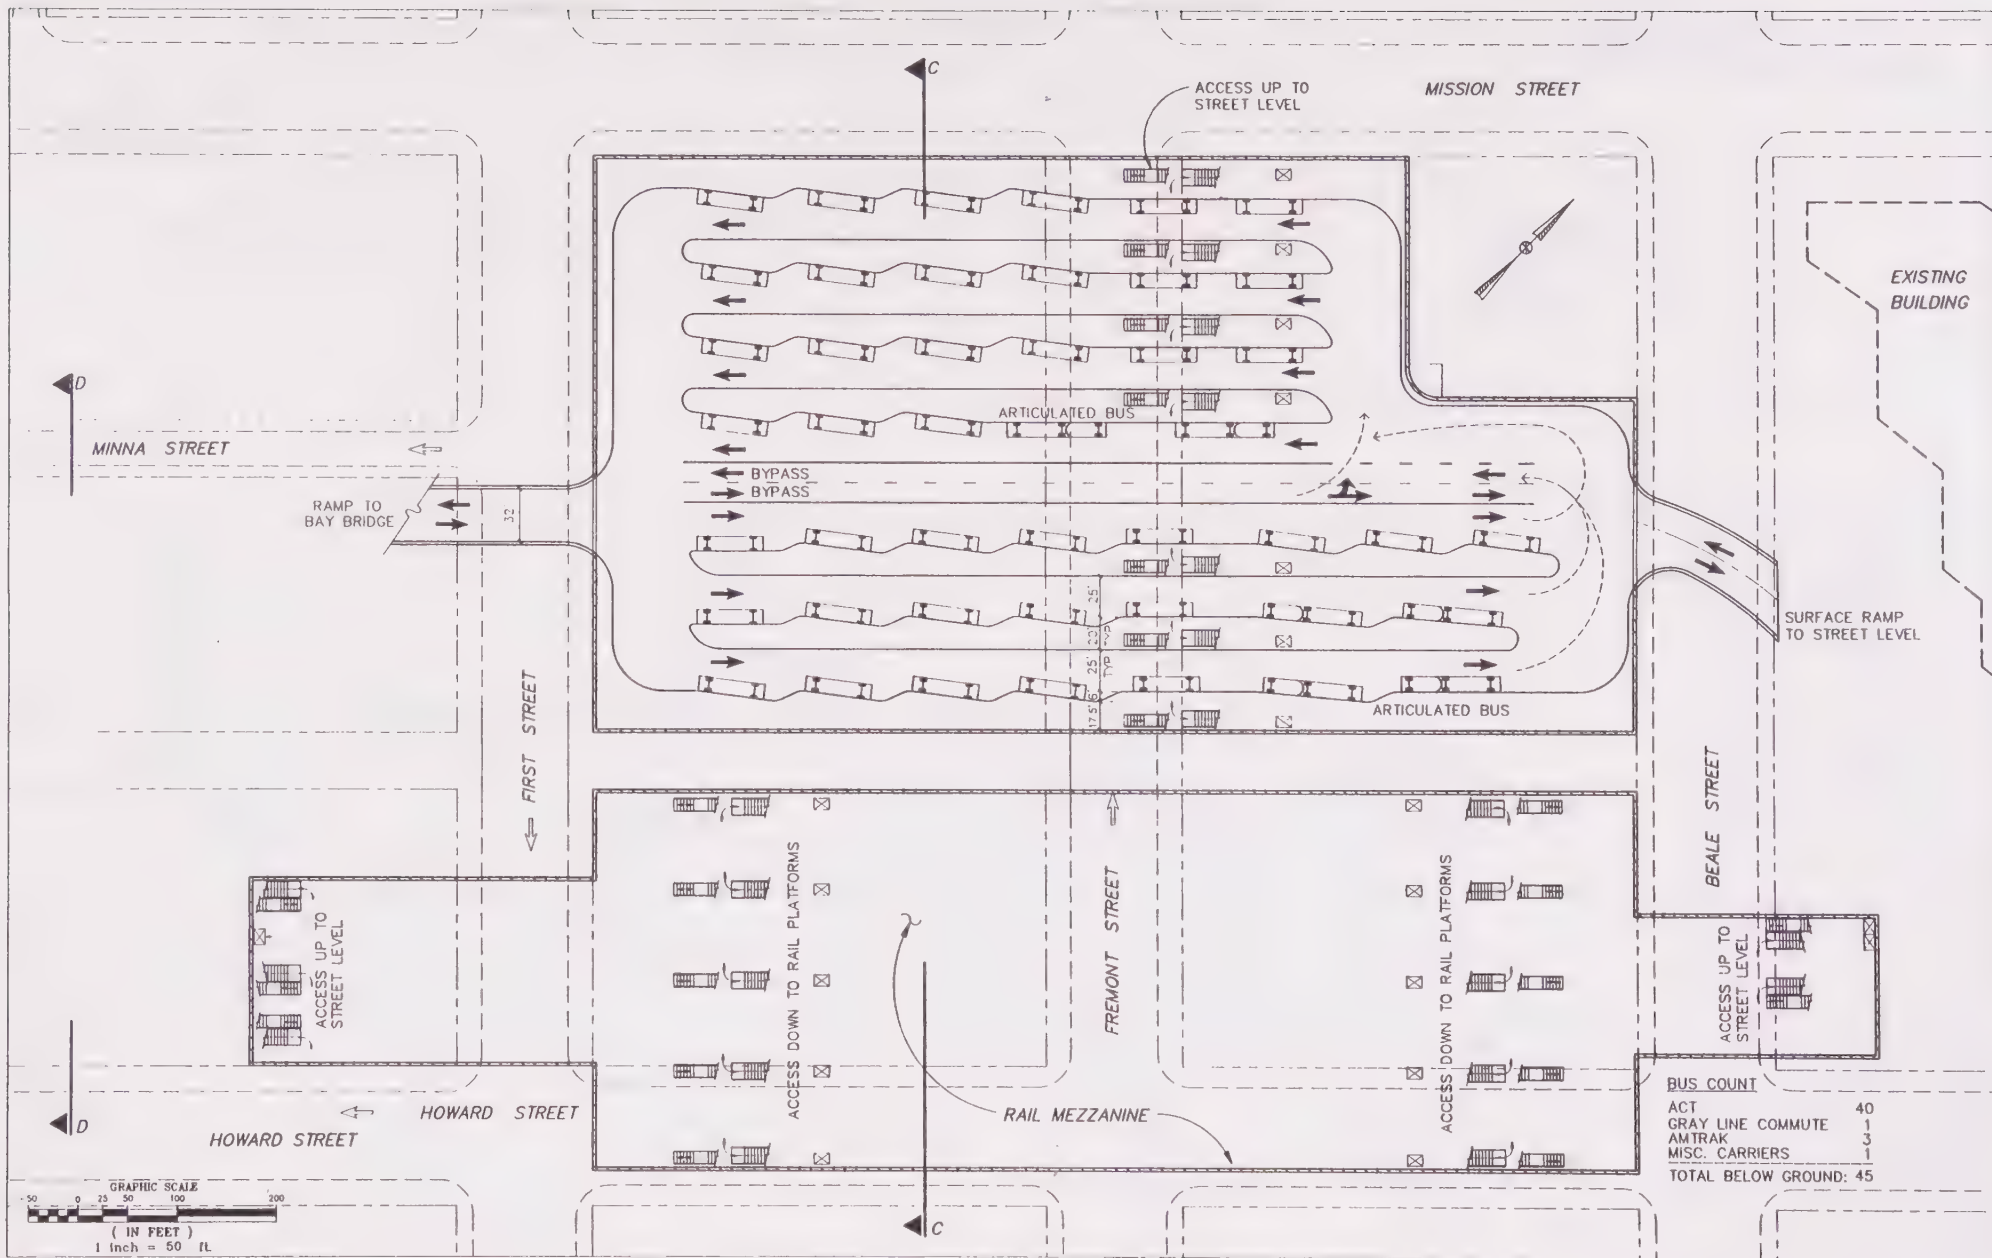 C
ACCESS UP TO
STREET LEVEL
MISSION STREET
EXISTING
BUILDING
D
MINNA STREET
ARTICULATED BUS
BYPASS
BYPASS
RAMP TO
BAY BRIDGE
32
25'
20'
TYP
25'
TYP
6'
17.5'
SURFACE RAMP
TO STREET LEVEL
ARTICULATED BUS
FIRST STREET
BEALE STREET
FREMONT STREET
ACCESS UP TO
STREET LEVEL
ACCESS DOWN TO RAIL PLATFORMS
ACCESS DOWN TO RAIL PLATFORMS
ACCESS UP TO
STREET LEVEL
RAIL MEZZANINE
HOWARD STREET
HOWARD STREET
D
C
BUS COUNT
ACT 40
GRAY LINE COMMUTE 1
AMTRAK 3
MISC. CARRIERS 1
TOTAL BELOW GROUND: 45
GRAPHIC SCALE
50 0 25 50 100 200
( IN FEET )
1 inch = 50 ft.